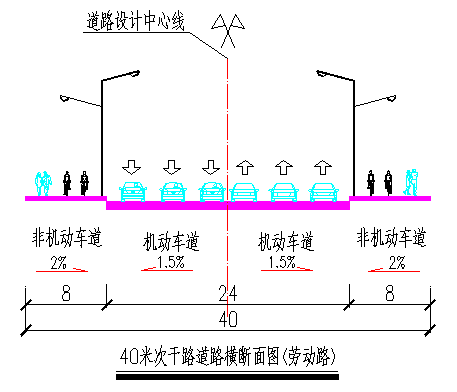 道路设计中心线
非机动车道 机动车道 机动车道 非机动车道
2% 1.5% 1.5% 2%
8 24 8
40
40米次干路道路横断面图(劳动路)